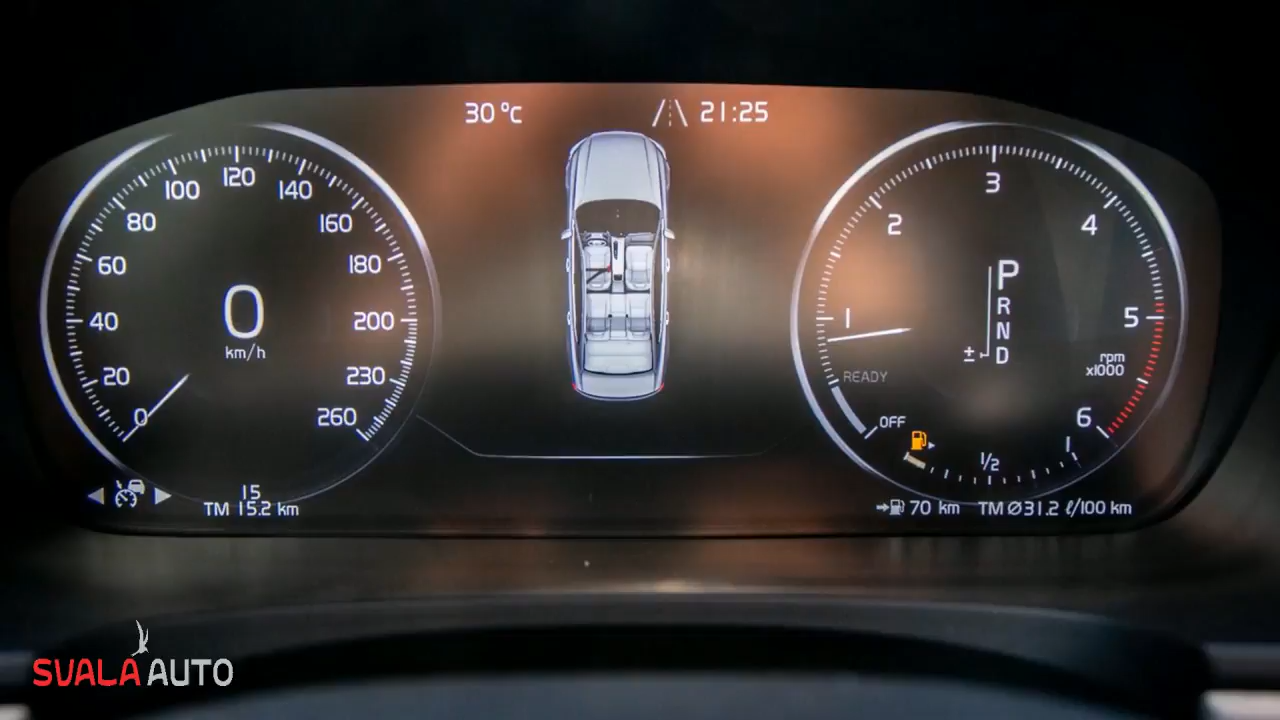 30 °C
21:25
0
20
40
60
80
100
120
140
160
180
200
230
260
0
km/h
1
2
3
4
5
6
P
R
N
D
±
rpm
x1000
READY
OFF
1/2
1
15
TM 15.2 km
70 km
TM Ø31.2 ℓ/100 km
SVALA AUTO